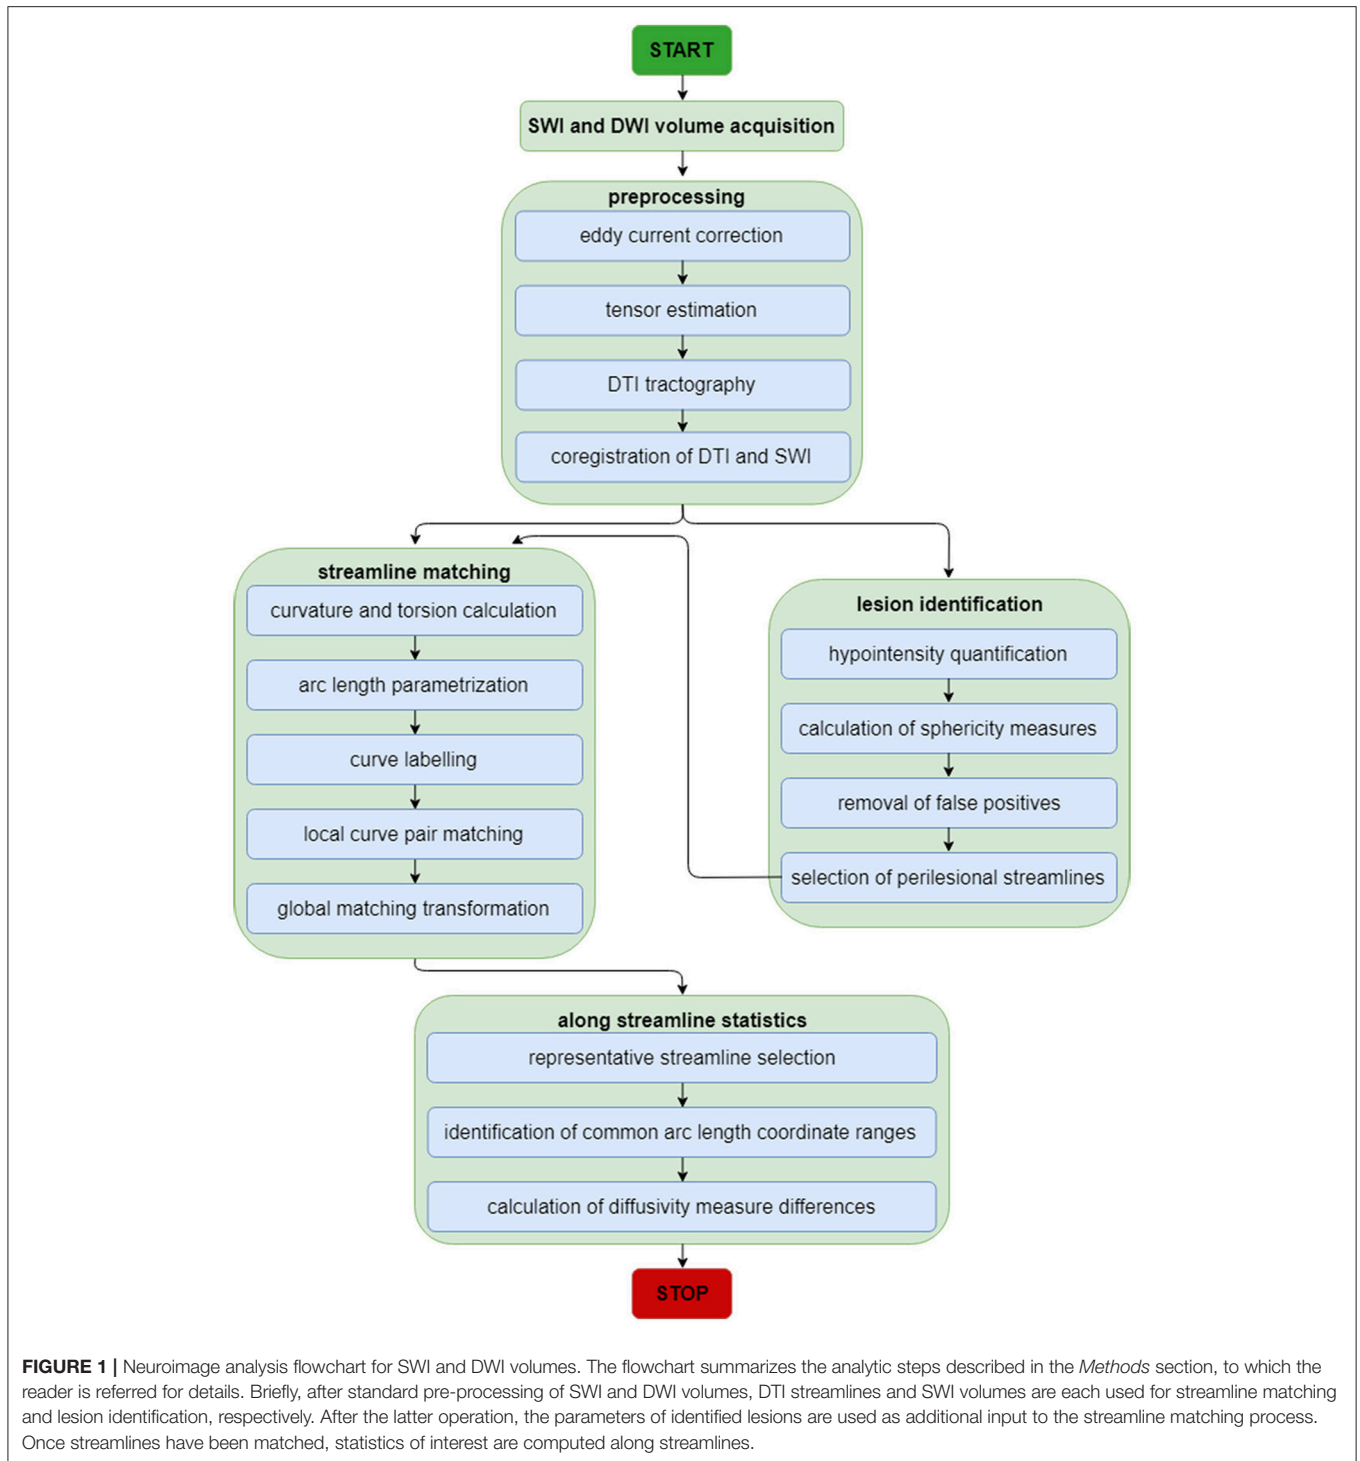 START
SWI and DWI volume acquisition
preprocessing
eddy current correction
tensor estimation
DTI tractography
coregistration of DTI and SWI
streamline matching
curvature and torsion calculation
arc length parametrization
curve labelling
local curve pair matching
global matching transformation
lesion identification
hypointensity quantification
calculation of sphericity measures
removal of false positives
selection of perilesional streamlines
along streamline statistics
representative streamline selection
identification of common arc length coordinate ranges
calculation of diffusivity measure differences
STOP
FIGURE 1 | Neuroimage analysis flowchart for SWI and DWI volumes. The flowchart summarizes the analytic steps described in the Methods section, to which the
reader is referred for details. Briefly, after standard pre-processing of SWI and DWI volumes, DTI streamlines and SWI volumes are each used for streamline matching
and lesion identification, respectively. After the latter operation, the parameters of identified lesions are used as additional input to the streamline matching process.
Once streamlines have been matched, statistics of interest are computed along streamlines.